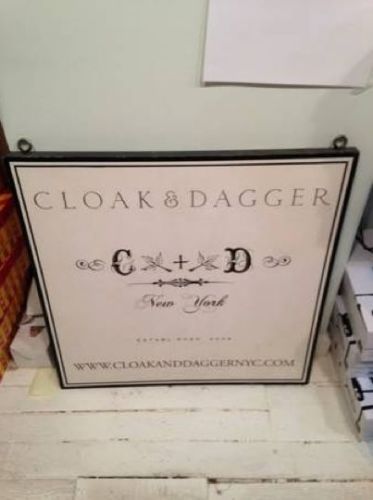 CLOAK & DAGGER
C + D
New York
WWW.CLOAKANDDAGGERNYC.COM